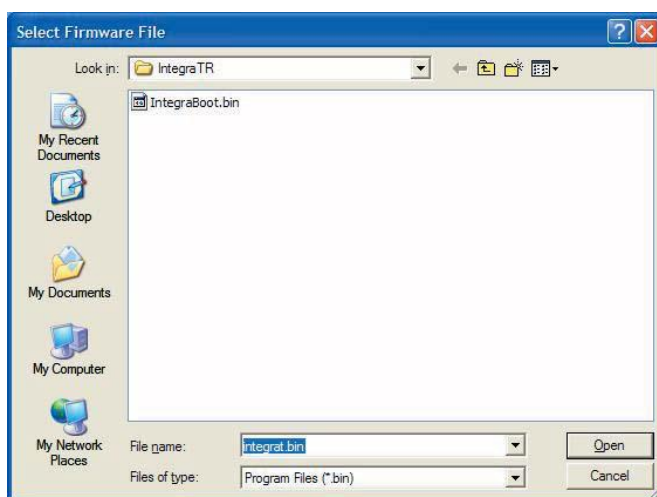 Select Firmware File
Look in: IntegraTR
IntegraBoot.bin
My Recent
Documents
Desktop
My Documents
My Computer
My Network
Places
File name: integrat.bin Open
Files of type: Program Files (*.bin) Cancel